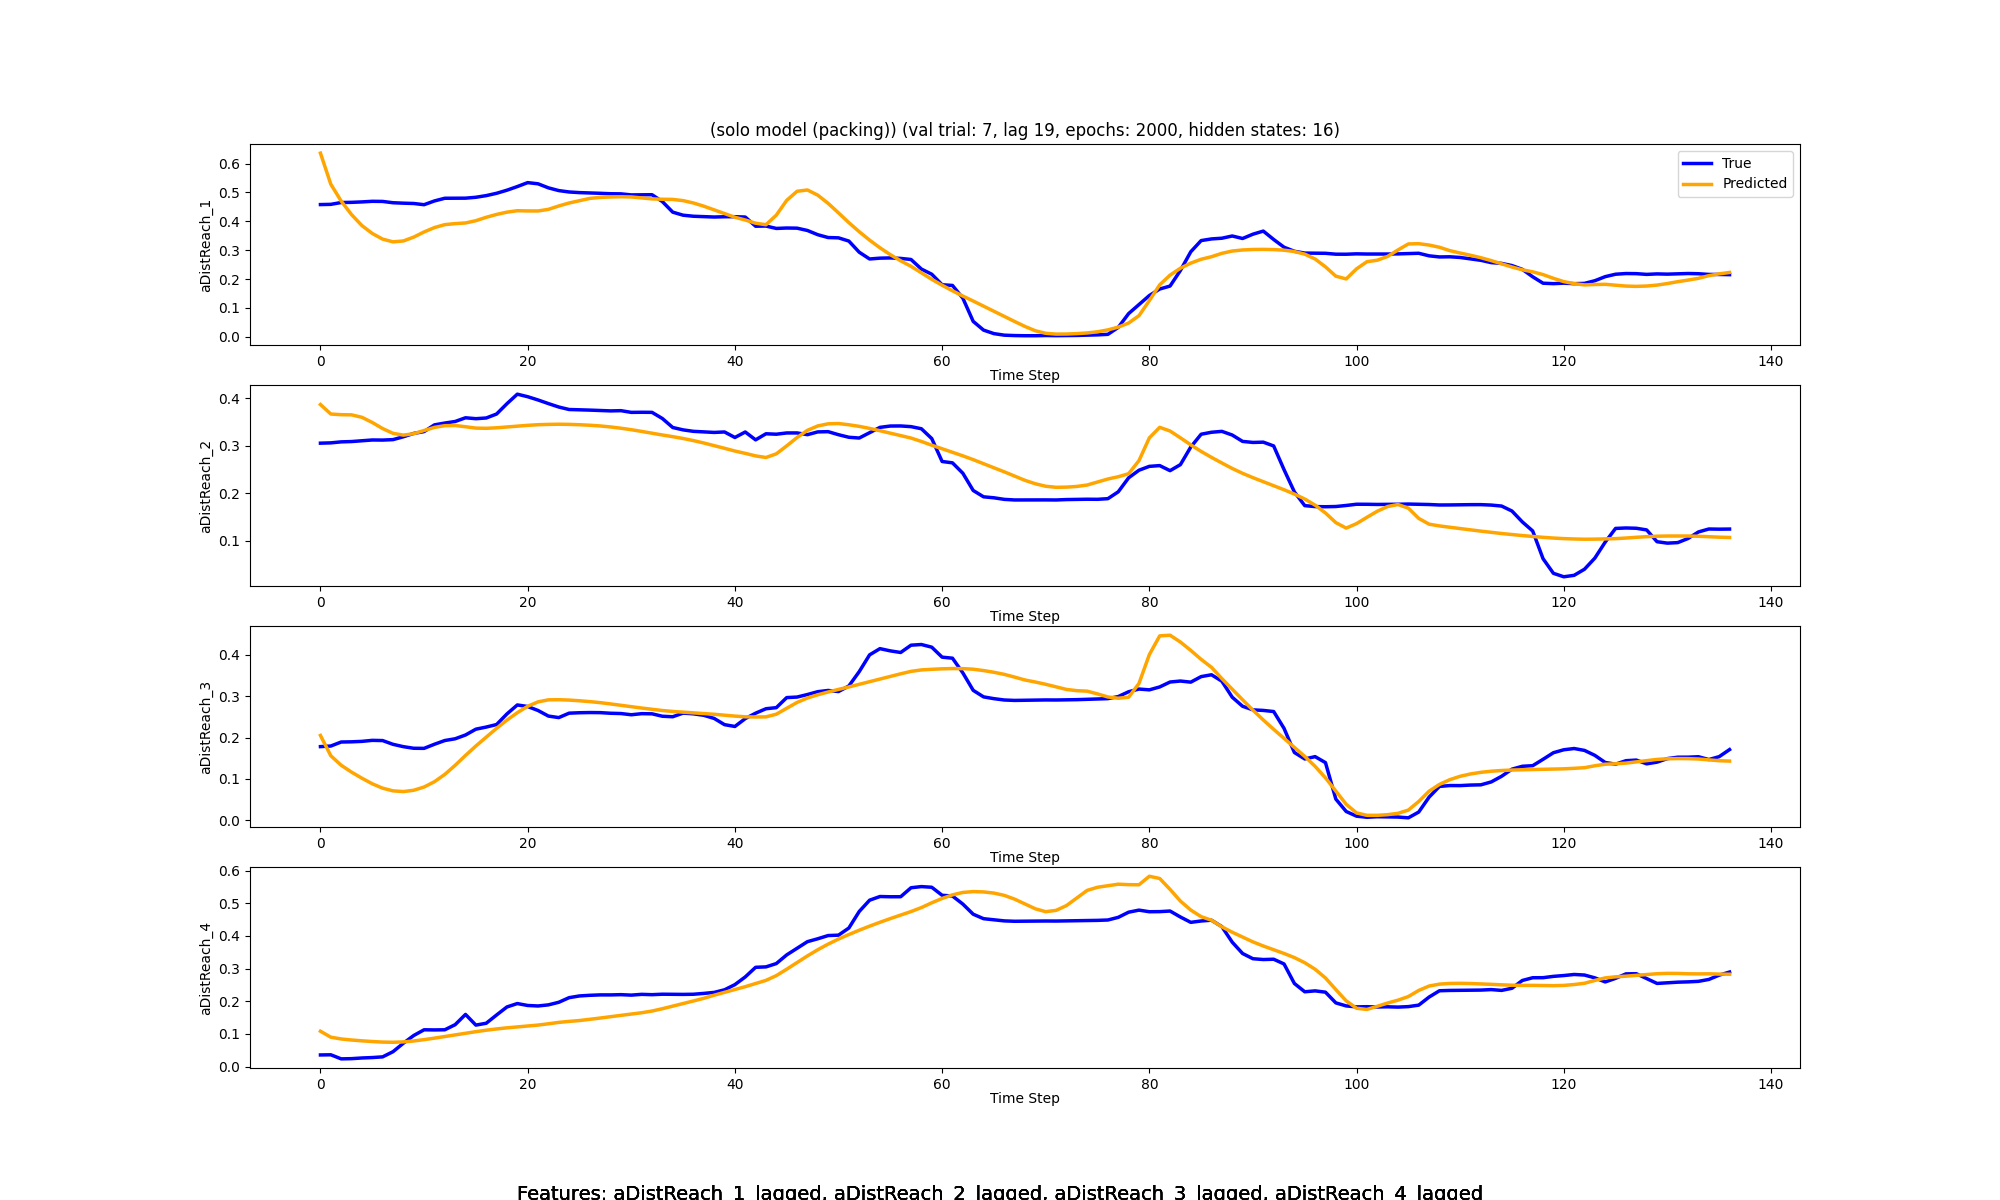 (solo model (packing)) (val trial: 7, lag 19, epochs: 2000, hidden states: 16)
True
Predicted
aDistReach_1
0.6
0.5
0.4
0.3
0.2
0.1
0.0
0 20 40 60 80 100 120 140
Time Step
aDistReach_2
0.4
0.3
0.2
0.1
0 20 40 60 80 100 120 140
Time Step
aDistReach_3
0.4
0.3
0.2
0.1
0.0
0 20 40 60 80 100 120 140
Time Step
aDistReach_4
0.6
0.5
0.4
0.3
0.2
0.1
0.0
0 20 40 60 80 100 120 140
Time Step
Features: aDistReach_1_lagged, aDistReach_2_lagged, aDistReach_3_lagged, aDistReach_4_lagged